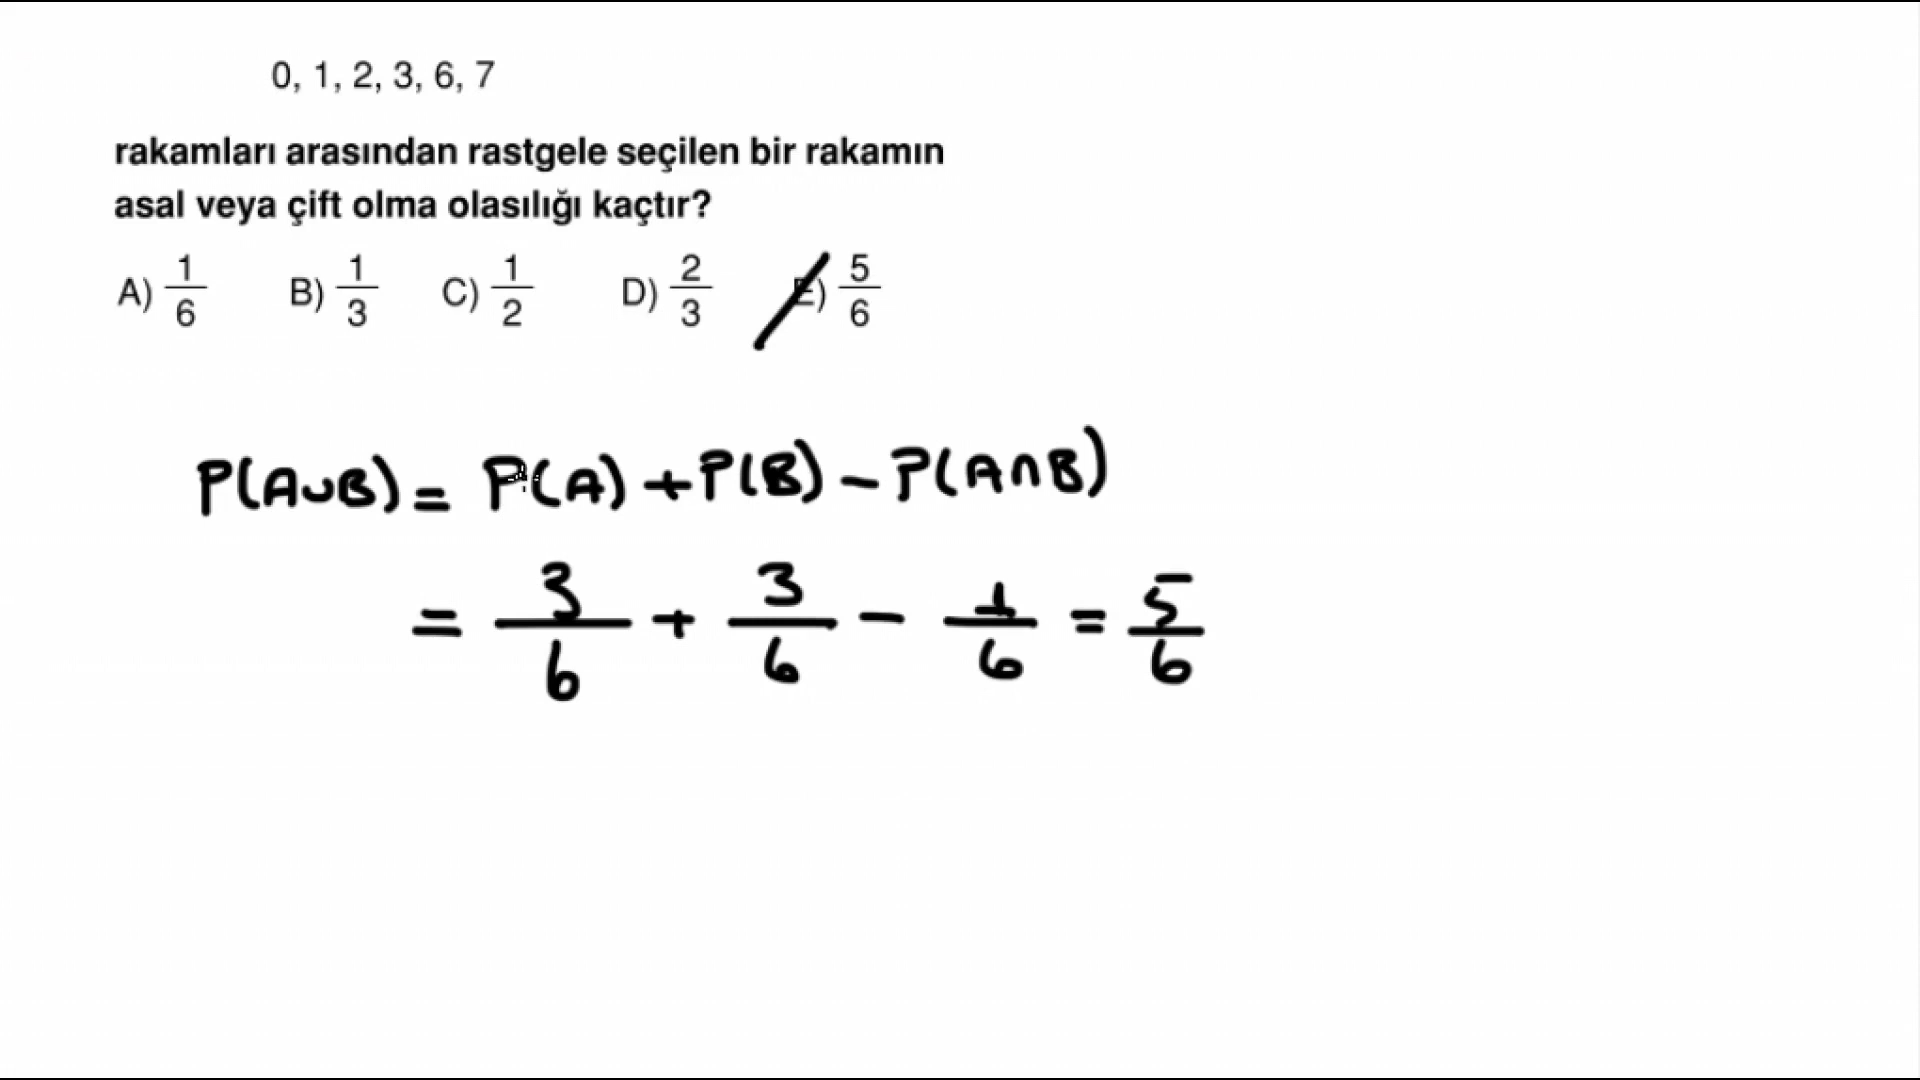 0, 1, 2, 3, 6, 7
rakamları arasından rastgele seçilen bir rakamın
asal veya çift olma olasılığı kaçtır?
A) 1/6 B) 1/3 C) 1/2 D) 2/3 E) 5/6
P(A∪B) = P(A) + P(B) - P(A∩B)
= 3/6 + 3/6 - 1/6 = 5/6